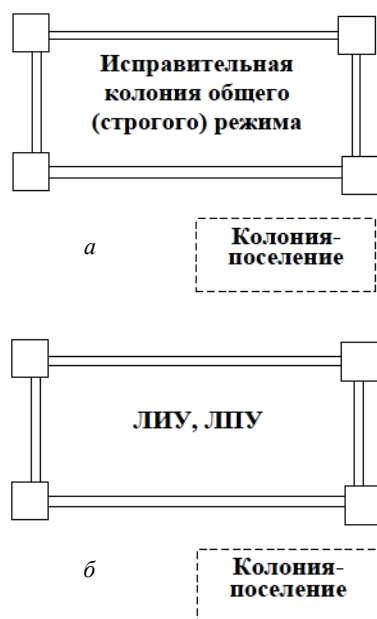 Исправительная
колония общего
(строгого) режима
а
Колония-
поселение
ЛИУ, ЛПУ
б
Колония-
поселение